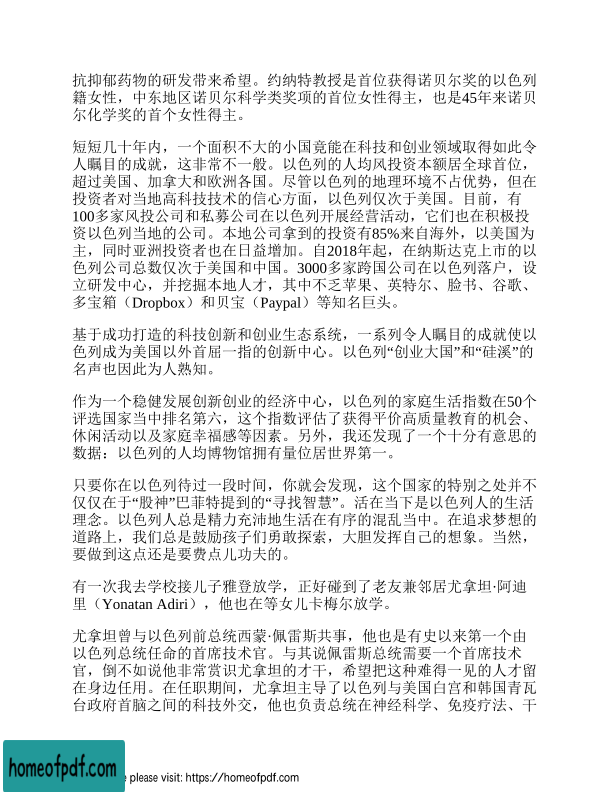 抗抑郁药物的研发带来希望。约纳特教授是首位获得诺贝尔奖的以色列
籍女性，中东地区诺贝尔科学类奖项的首位女性得主，也是45年来诺贝
尔化学奖的首个女性得主。
短短几十年内，一个面积不大的小国竟能在科技和创业领域取得如此令
人瞩目的成就，这非常不一般。以色列的人均风投资本额居全球首位，
超过美国、加拿大和欧洲各国。尽管以色列的地理环境不占优势，但在
投资者对当地高科技技术的信心方面，以色列仅次于美国。目前，有
100多家风投公司和私募公司在以色列开展经营活动，它们也在积极投
资以色列当地的公司。本地公司拿到的投资有85%来自海外，以美国为
主，同时亚洲投资者也在日益增加。自2018年起，在纳斯达克上市的以
色列公司总数仅次于美国和中国。3000多家跨国公司在以色列落户，设
立研发中心，并挖掘本地人才，其中不乏苹果、英特尔、脸书、谷歌、
多宝箱（Dropbox）和贝宝（Paypal）等知名巨头。
基于成功打造的科技创新和创业生态系统，一系列令人瞩目的成就使以
色列成为美国以外首屈一指的创新中心。以色列“创业大国”和“硅溪”的
名声也因此为人熟知。
作为一个稳健发展创新创业的经济中心，以色列的家庭生活指数在50个
评选国家当中排名第六，这个指数评估了获得平价高质量教育的机会、
休闲活动以及家庭幸福感等因素。另外，我还发现了一个十分有意思的
数据：以色列的人均博物馆拥有量位居世界第一。
只要你在以色列待过一段时间，你就会发现，这个国家的特别之处并不
仅仅在于“股神”巴菲特提到的“寻找智慧”。活在当下是以色列人的生活
理念。以色列人总是精力充沛地生活在有序的混乱当中。在追求梦想的
道路上，我们总是鼓励孩子们勇敢探索，大胆发挥自己的想象。当然，
要做到这点还是要费点儿功夫的。
有一次我去学校接儿子雅登放学，正好碰到了老友兼邻居尤拿坦·阿迪
里（Yonatan Adiri），他也在等女儿卡梅尔放学。
尤拿坦曾与以色列前总统西蒙·佩雷斯共事，他也是有史以来第一个由
以色列总统任命的首席技术官。与其说佩雷斯总统需要一个首席技术
官，倒不如说他非常赏识尤拿坦的才干，希望把这种难得一见的人才留
在身边任用。在任职期间，尤拿坦主导了以色列与美国白宫和韩国青瓦
台政府首脑之间的科技外交，他也负责总统在神经科学、免疫疗法、干
homeofpdf.com
please visit: https://homeofpdf.com